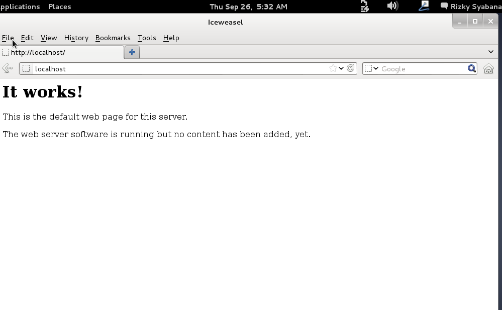 pplications Places Thu Sep 26, 5:32 AM Rizky Syabana
Iceweasel
File Edit View History Bookmarks Tools Help
http://localhost/
localhost Google
It works!
This is the default web page for this server.
The web server software is running but no content has been added, yet.